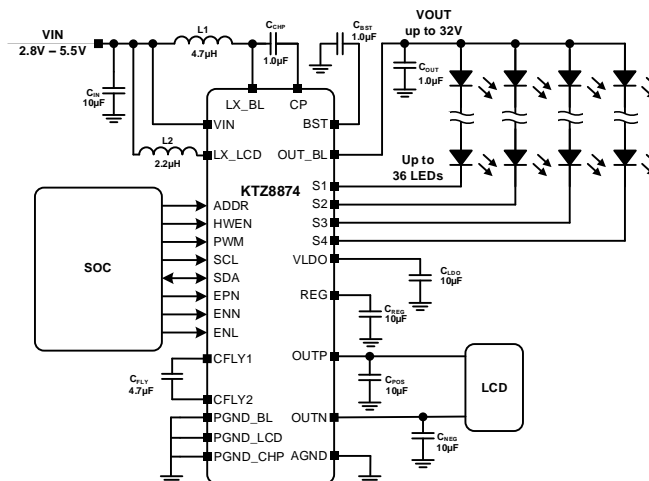 VIN
2.8V – 5.5V
L1
4.7µH
CCHP
1.0µF
CBST
1.0µF
VOUT
up to 32V
CIN
10µF
COUT
1.0µF
LX_BL
CP
VIN
BST
L2
2.2µH
LX_LCD
OUT_BL
Up to
36 LEDs
KTZ8874
S1
S2
S3
S4
SOC
ADDR
HWEN
PWM
SCL
SDA
EPN
ENN
ENL
VLDO
CLDO
10µF
REG
CREG
10µF
CFLY1
CFLY
4.7µF
CFLY2
OUTP
CPOS
10µF
LCD
OUTN
CNEG
10µF
PGND_BL
PGND_LCD
PGND_CHP
AGND